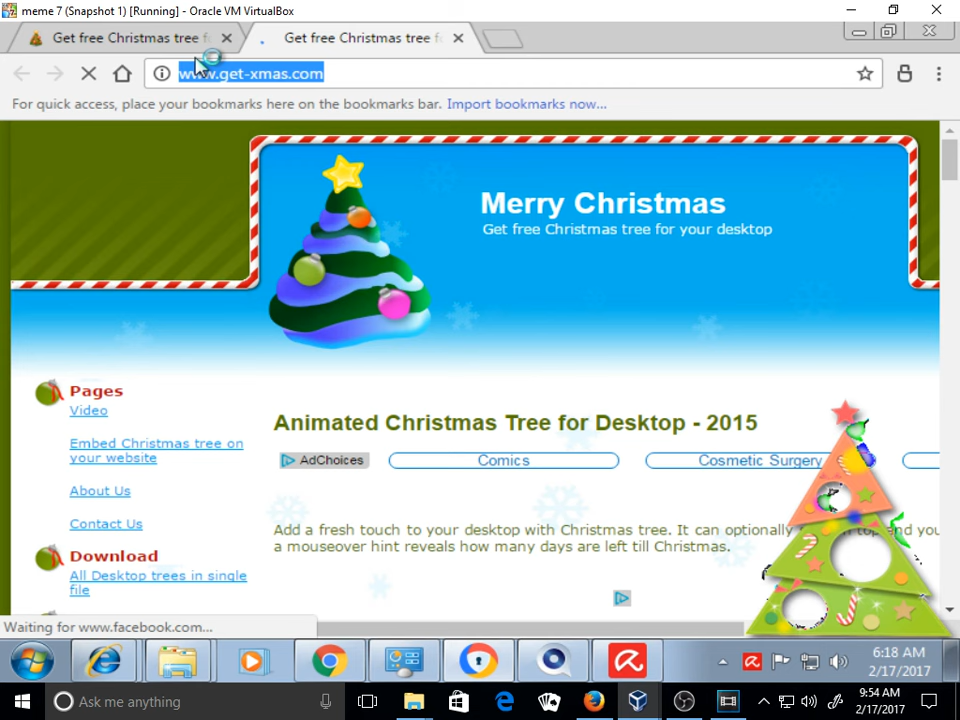 meme 7 (Snapshot 1) [Running] - Oracle VM VirtualBox
Get free Christmas tree f
Get free Christmas tree f
www.get-xmas.com
For quick access, place your bookmarks here on the bookmarks bar. Import bookmarks now...
Merry Christmas
Get free Christmas tree for your desktop
Pages
Video
Embed Christmas tree on
your website
About Us
Contact Us
Download
All Desktop trees in single
file
Animated Christmas Tree for Desktop - 2015
AdChoices
Comics
Cosmetic Surgery
Add a fresh touch to your desktop with Christmas tree. It can optionally
a mouseover hint reveals how many days are left till Christmas.
Waiting for www.facebook.com...
6:18 AM
2/17/2017
Ask me anything
9:54 AM
2/17/2017